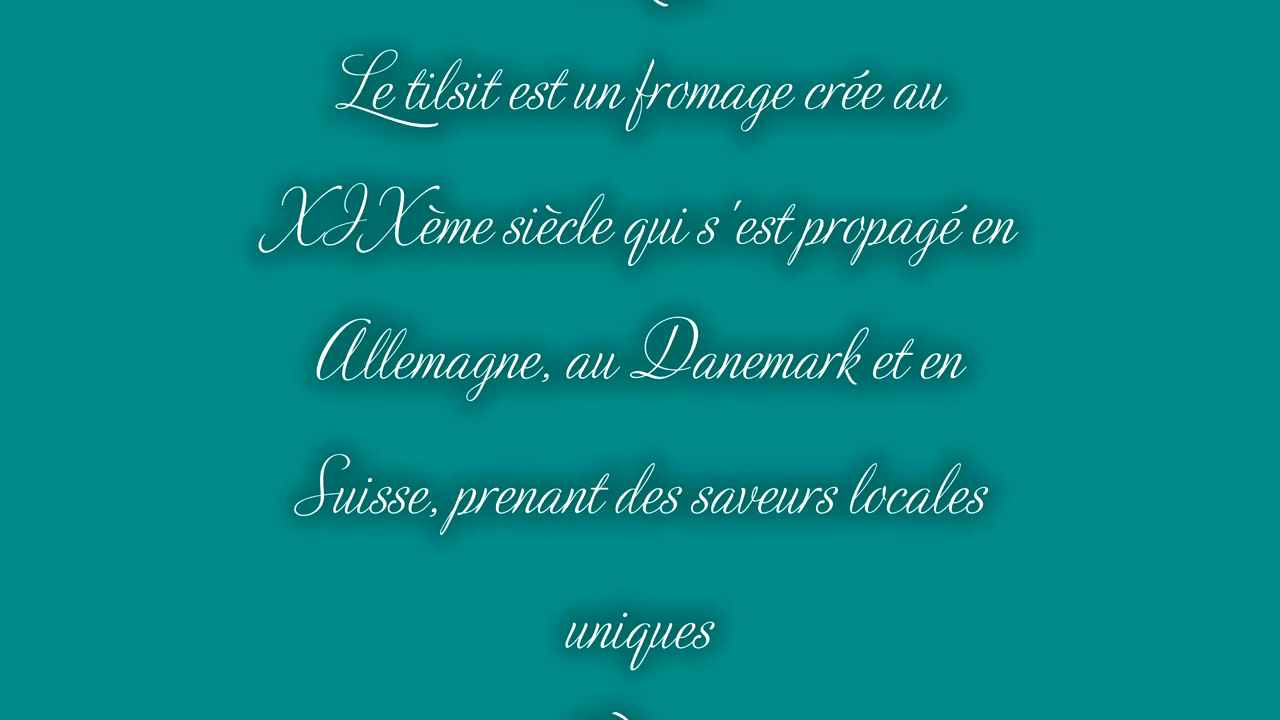 Le tilsit est un fromage crée au
XIXème siècle qui s'est propagé en
Allemagne, au Danemark et en
Suisse, prenant des saveurs locales
uniques